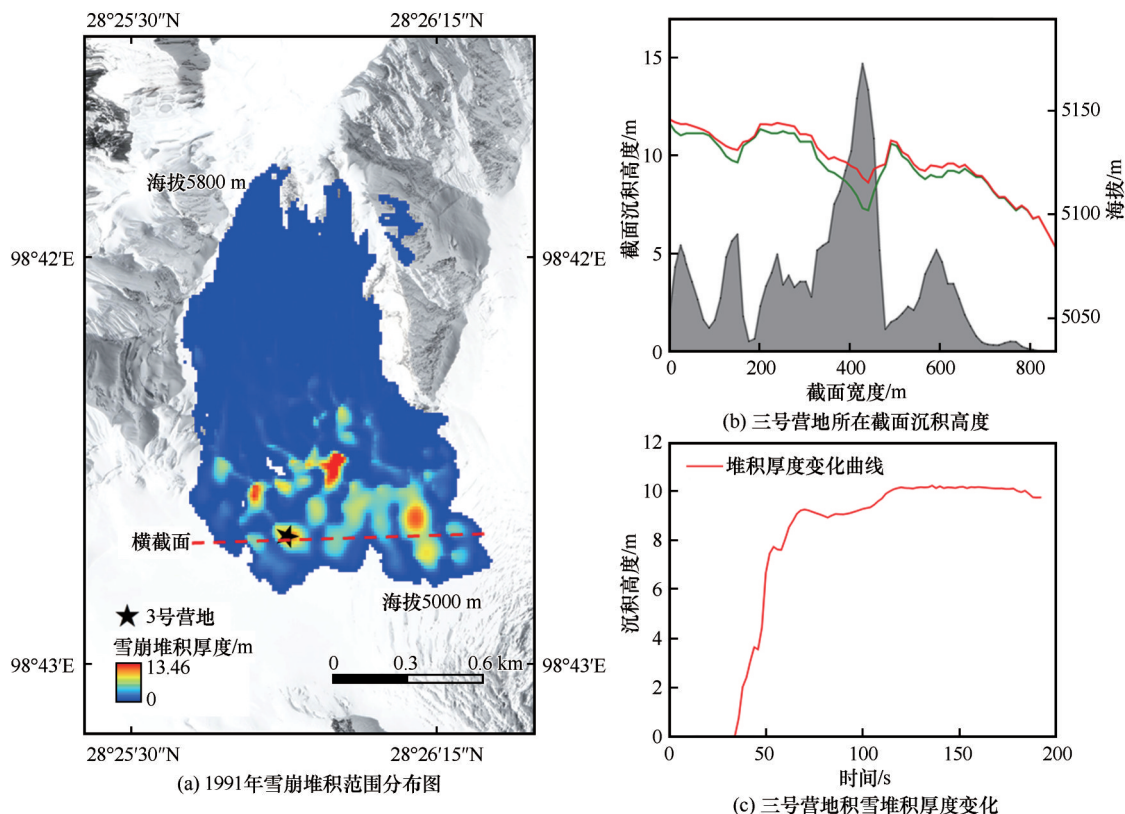 28°25′30″N 28°26′15″N
海拔5800 m
98°42′E 98°42′E
横截面
海拔5000 m
3号营地
雪崩堆积厚度/m
13.46
0
0 0.3 0.6 km
98°43′E 98°43′E
28°25′30″N 28°26′15″N
(a) 1991年雪崩堆积范围分布图
15
10
5
0
截面沉积高度/m
5150
5100
5050
海拔/m
0 200 400 600 800
截面宽度/m
(b) 三号营地所在截面沉积高度
12
10
8
6
4
2
0
沉积高度/m
堆积厚度变化曲线
0 50 100 150 200
时间/s
(c) 三号营地积雪堆积厚度变化